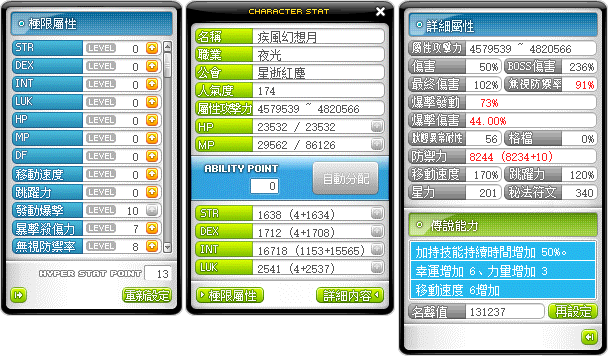 極限屬性
STR LEVEL 0
DEX LEVEL 0
INT LEVEL 0
LUK LEVEL 0
HP LEVEL 0
MP LEVEL 0
DF LEVEL 0
移動速度 LEVEL 0
跳躍力 LEVEL 0
發動爆擊 LEVEL 10
暴擊殺傷力 LEVEL 7
無視防禦率 LEVEL 8
HYPER STAT POINT 13
重新設定
CHARACTER STAT
名稱 疾風幻想月
職業 夜光
公會 星逝紅塵
人氣度 174
屬性攻擊力 4579539 ~ 4820566
HP 23532 / 23532
MP 29562 / 86126
ABILITY POINT
0
自動分配
STR 1638 (4+1634)
DEX 1712 (4+1708)
INT 16718 (1153+15565)
LUK 2541 (4+2537)
極限屬性 詳細內容
詳細屬性
屬性攻擊力 4579539 ~ 4820566
傷害 50% BOSS傷害 236%
最終傷害 102% 無視防禦率 91%
爆擊發動 73%
爆擊傷害 44.00%
狀態異常耐性 56 格檔 0%
防禦力 8244 (8234+10)
移動速度 170% 跳躍力 120%
星力 201 秘法符文 340
傳說能力
加持技能持續時間增加 50%。
幸運增加 6、力量增加 3
移動速度 6增加
名聲值 131237 再設定